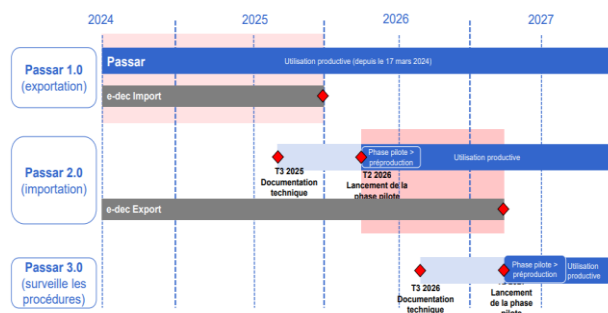 2024
2025
2026
2027
Passar 1.0
(exportation)
Passar
Utilisation productive (depuis le 17 mars 2024)
e-dec Import
Passar 2.0
(importation)
Phase pilote >
préproduction
Utilisation productive
T3 2025
Documentation
technique
T2 2026
Lancement de la
phase pilote
e-dec Export
Passar 3.0
(surveille les
procédures)
Phase pilote >
préproduction
Utilisation
productive
T3 2026
Documentation
technique
Lancement
de la phase
pilote